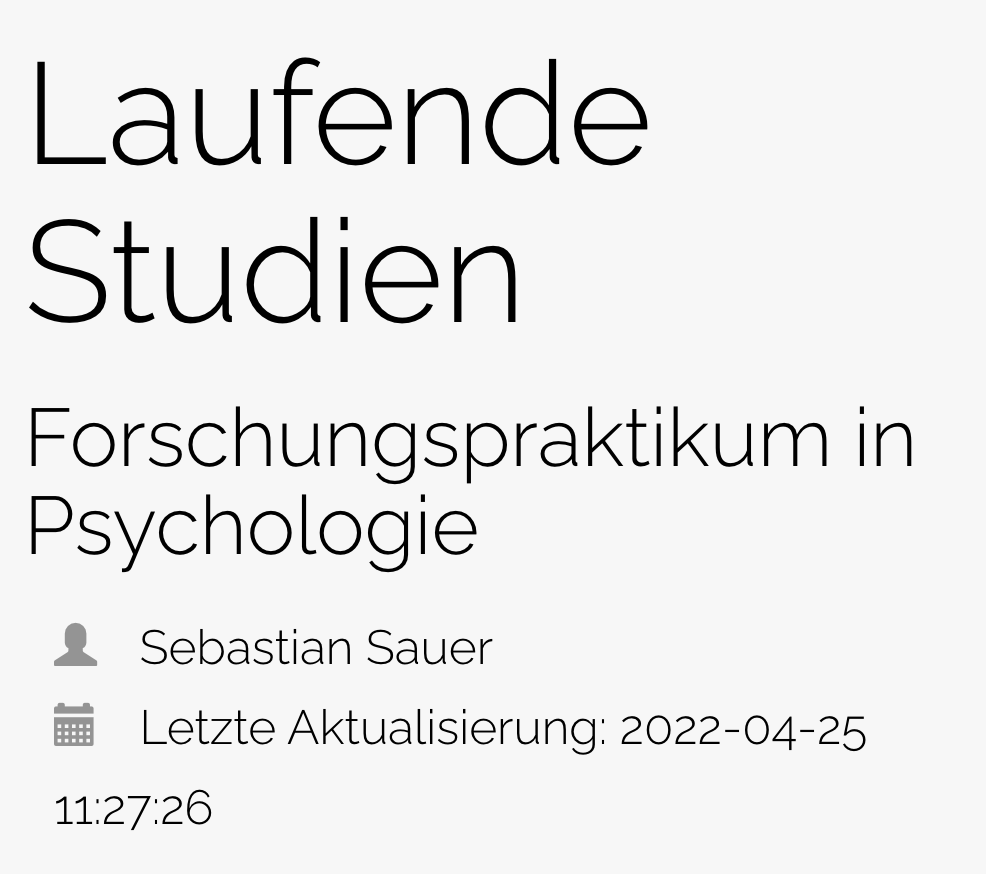 Laufende
Studien
Forschungspraktikum in
Psychologie
Sebastian Sauer
Letzte Aktualisierung: 2022-04-25
11:27:26